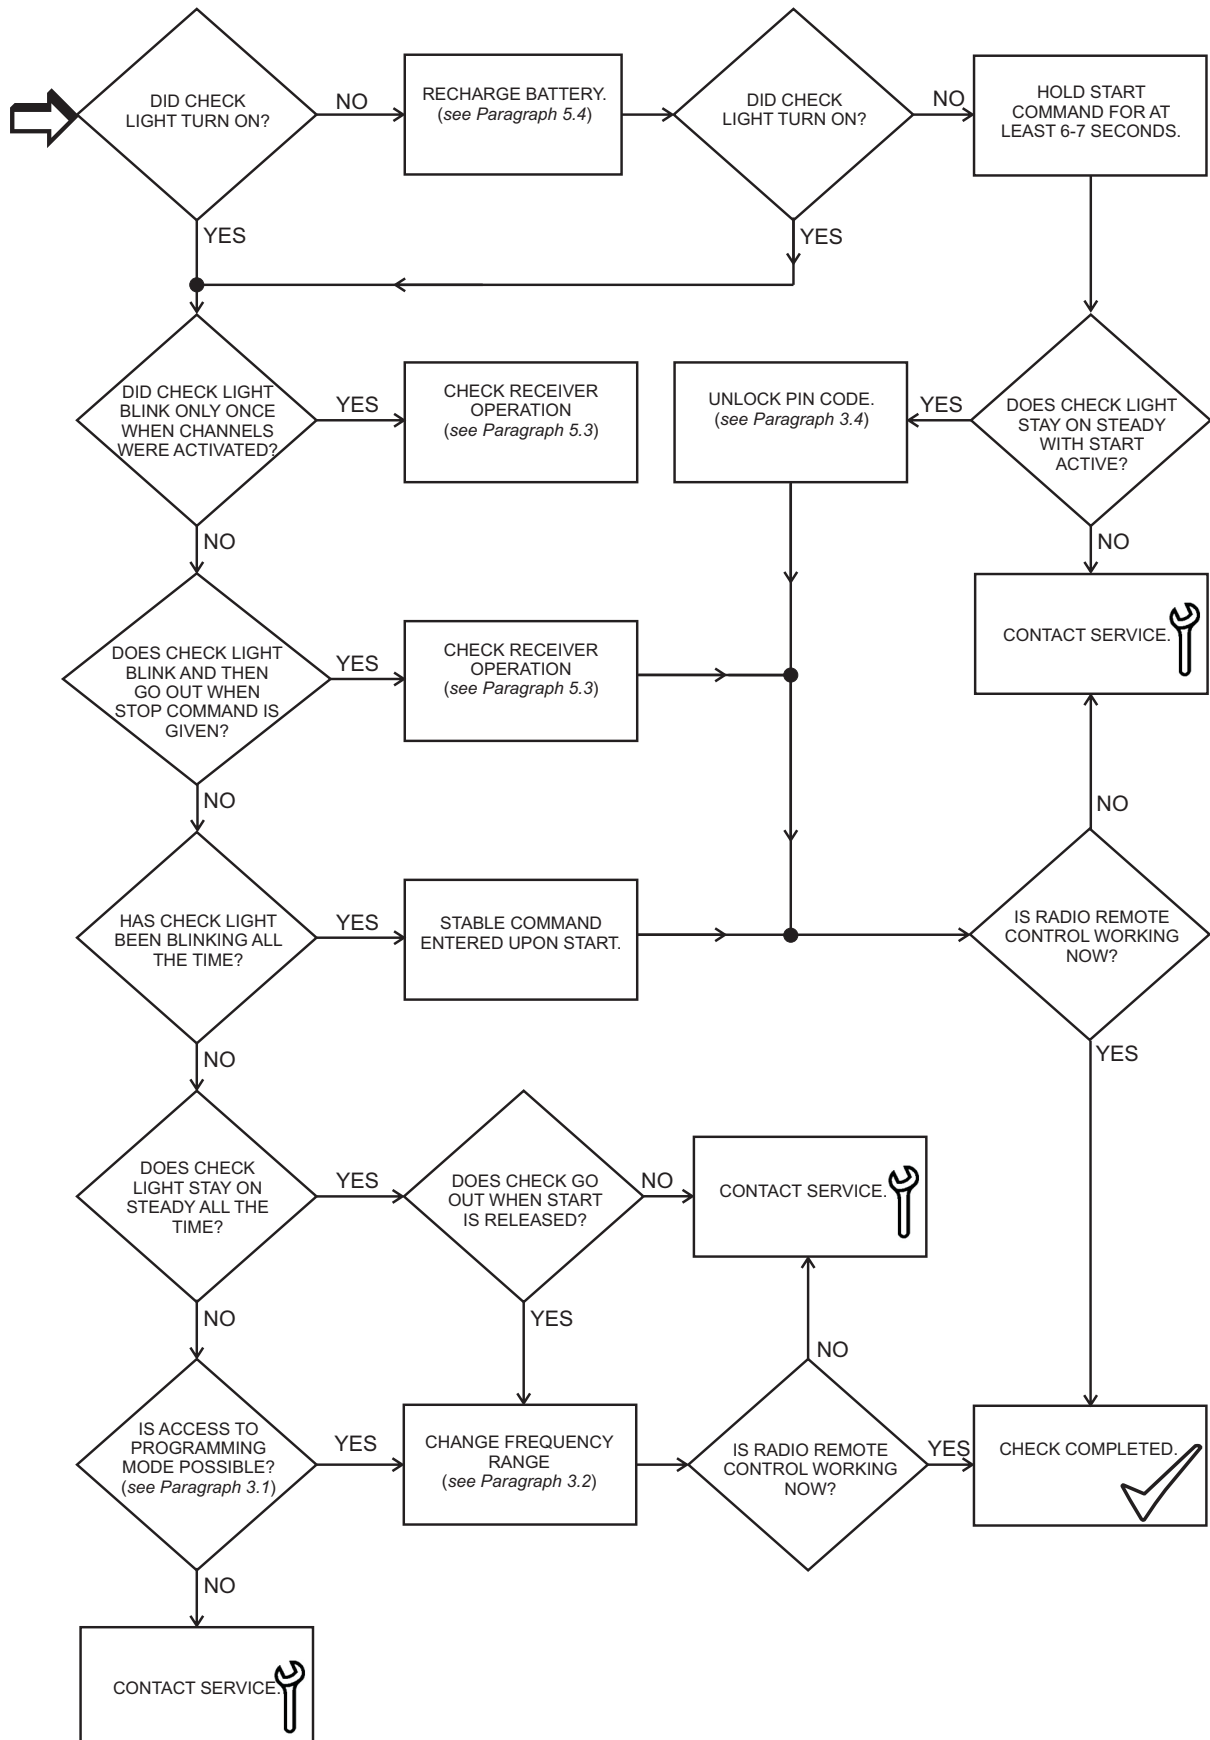 DID CHECK
LIGHT TURN ON?
NO
RECHARGE BATTERY.
(see Paragraph 5.4)
DID CHECK
LIGHT TURN ON?
NO
HOLD START
COMMAND FOR AT
LEAST 6-7 SECONDS.
YES
YES
DID CHECK LIGHT
BLINK ONLY ONCE
WHEN CHANNELS
WERE ACTIVATED?
YES
CHECK RECEIVER
OPERATION
(see Paragraph 5.3)
UNLOCK PIN CODE.
(see Paragraph 3.4)
YES
DOES CHECK LIGHT
STAY ON STEADY
WITH START
ACTIVE?
NO
NO
DOES CHECK LIGHT
BLINK AND THEN
GO OUT WHEN
STOP COMMAND IS
GIVEN?
YES
CHECK RECEIVER
OPERATION
(see Paragraph 5.3)
CONTACT SERVICE.
NO
NO
HAS CHECK LIGHT
BEEN BLINKING ALL
THE TIME?
YES
STABLE COMMAND
ENTERED UPON START.
IS RADIO REMOTE
CONTROL WORKING
NOW?
NO
YES
DOES CHECK
LIGHT STAY ON
STEADY ALL THE
TIME?
YES
DOES CHECK GO
OUT WHEN START
IS RELEASED?
NO
CONTACT SERVICE.
NO
YES
NO
IS ACCESS TO
PROGRAMMING
MODE POSSIBLE?
(see Paragraph 3.1)
YES
CHANGE FREQUENCY
RANGE
(see Paragraph 3.2)
IS RADIO REMOTE
CONTROL WORKING
NOW?
YES
CHECK COMPLETED.
NO
CONTACT SERVICE.